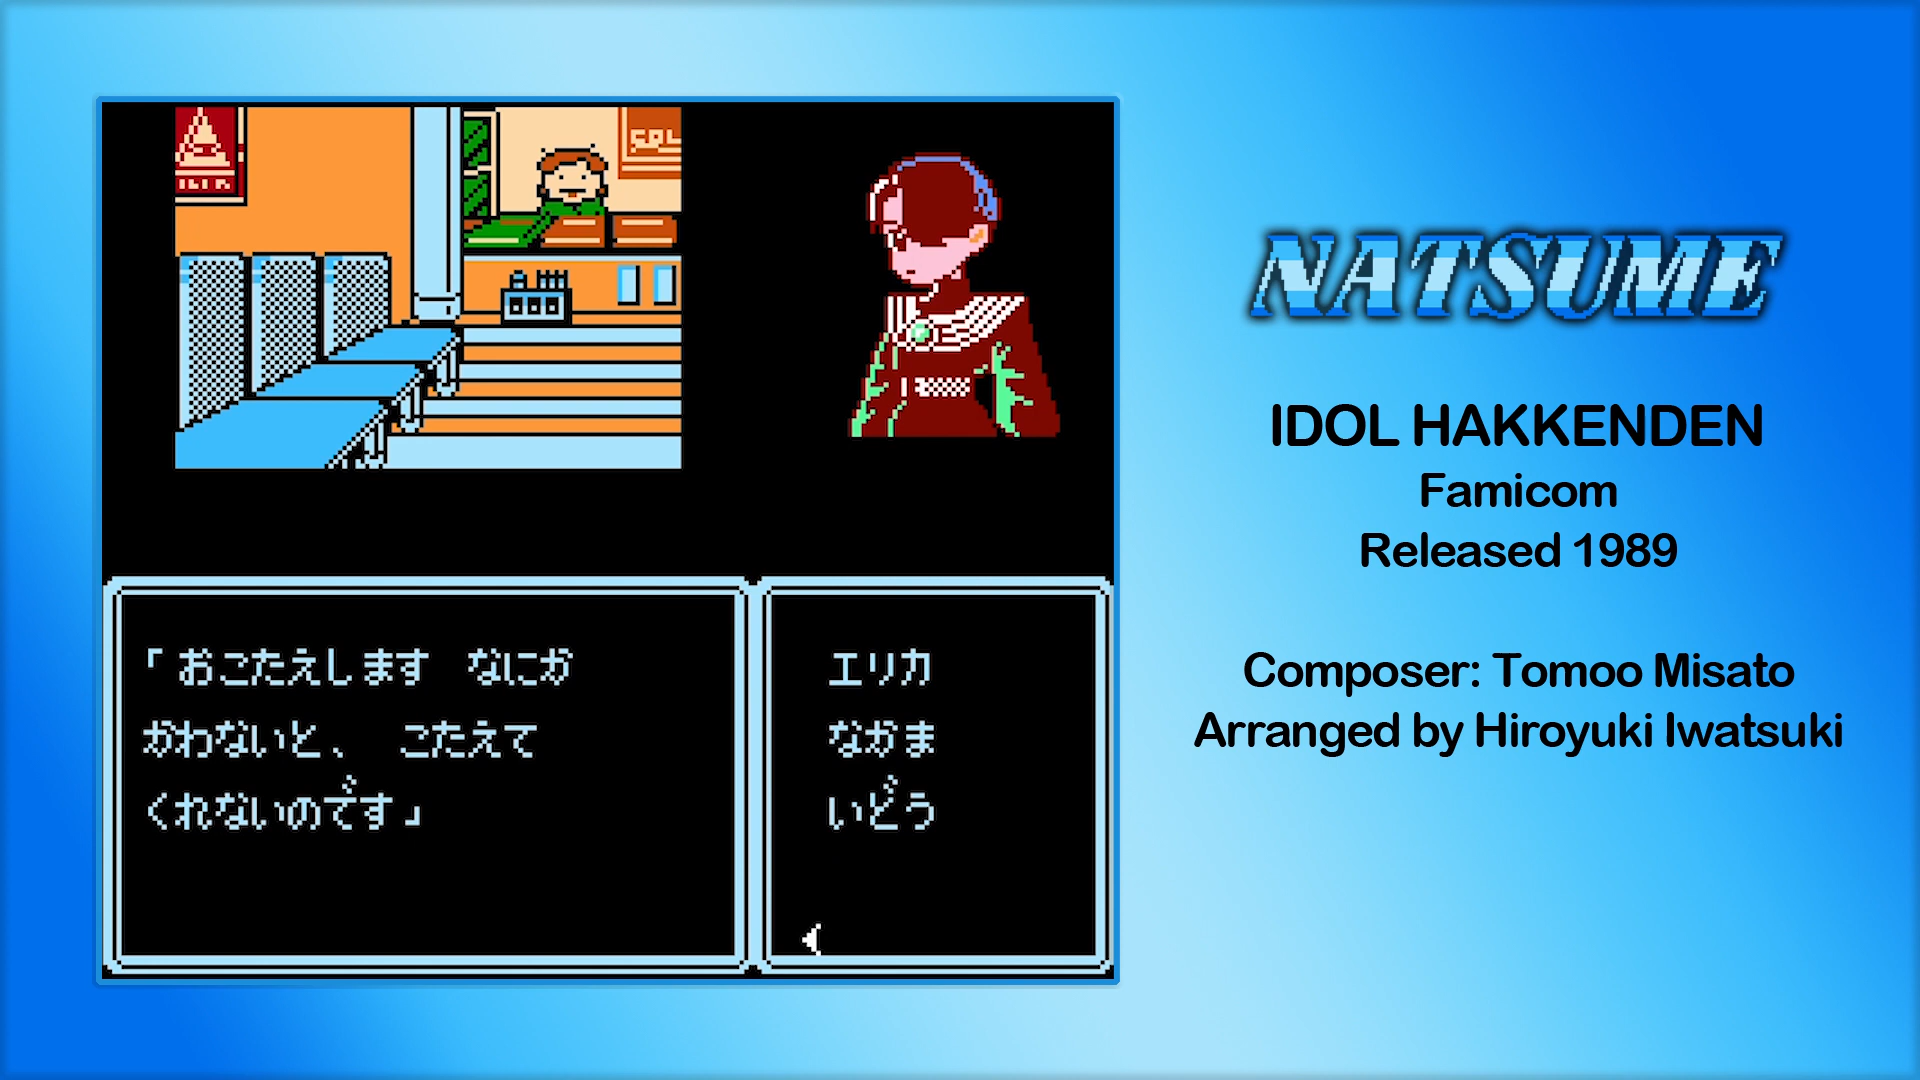 「おこたえします なにか
かわないと、 こたえて
くれないのです」
エリカ
なかま
いどう
NATSUME
IDOL HAKKENDEN
Famicom
Released 1989
Composer: Tomoo Misato
Arranged by Hiroyuki Iwatsuki